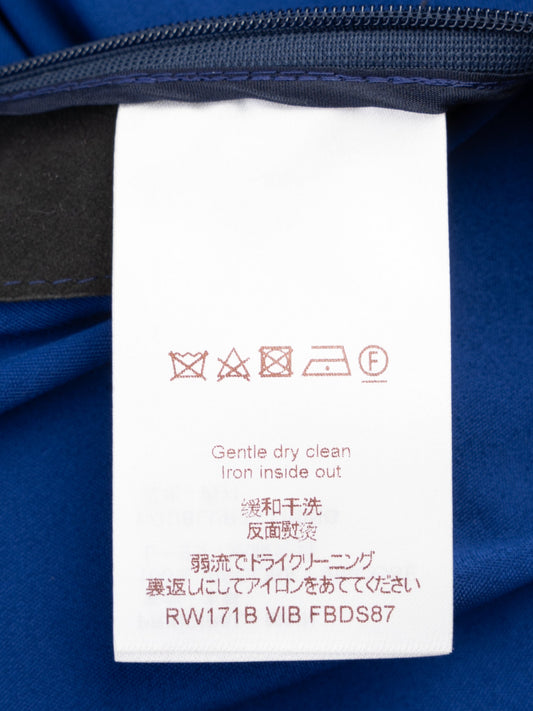 F
Gentle dry clean
Iron inside out
缓和干洗
反面熨烫
弱流でドライクリーニング
裏返しにしてアイロンをあててください
RW171B VIB FBDS87